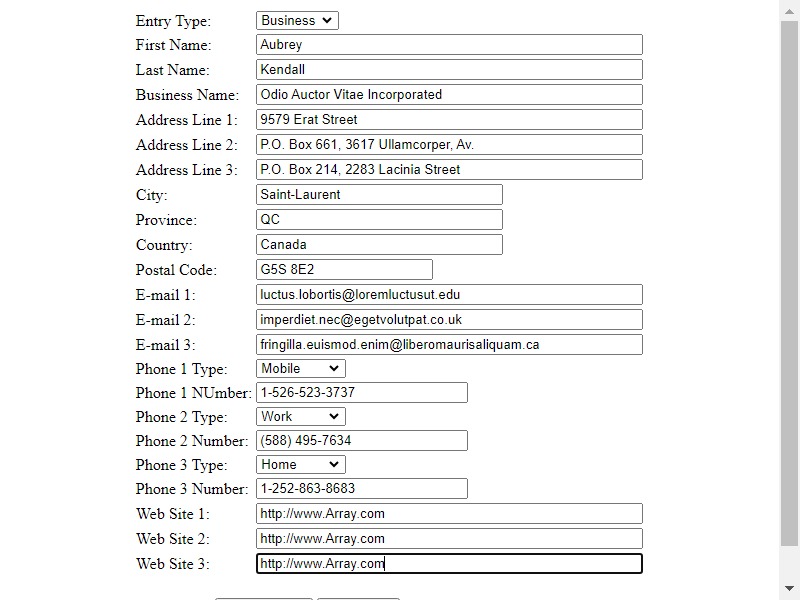 Entry Type: Business
First Name: Aubrey
Last Name: Kendall
Business Name: Odio Auctor Vitae Incorporated
Address Line 1: 9579 Erat Street
Address Line 2: P.O. Box 661, 3617 Ullamcorper, Av.
Address Line 3: P.O. Box 214, 2283 Lacinia Street
City: Saint-Laurent
Province: QC
Country: Canada
Postal Code: G5S 8E2
E-mail 1: luctus.lobortis@loremluctusut.edu
E-mail 2: imperdiet.nec@egetvolutpat.co.uk
E-mail 3: fringilla.euismod.enim@liberomaurisaliquam.ca
Phone 1 Type: Mobile
Phone 1 NUmber: 1-526-523-3737
Phone 2 Type: Work
Phone 2 Number: (588) 495-7634
Phone 3 Type: Home
Phone 3 Number: 1-252-863-8683
Web Site 1: http://www.Array.com
Web Site 2: http://www.Array.com
Web Site 3: http://www.Array.com